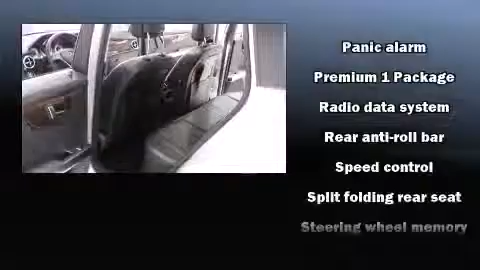 Panic alarm
Premium 1 Package
Radio data system
Rear anti-roll bar
Speed control
Split folding rear seat
Steering wheel memory